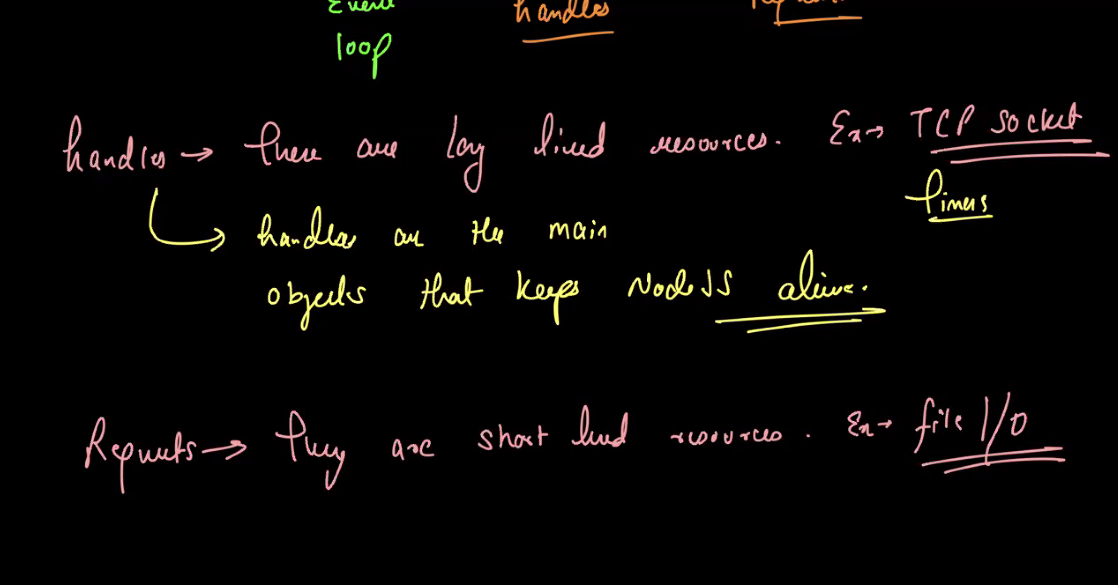 Event handles
loop
handles → these are long lived resources. Ex → TCP socket
timers
handles are the main
objects that keeps NodeJS alive.
Requests → They are short lived resources. Ex → file I/O